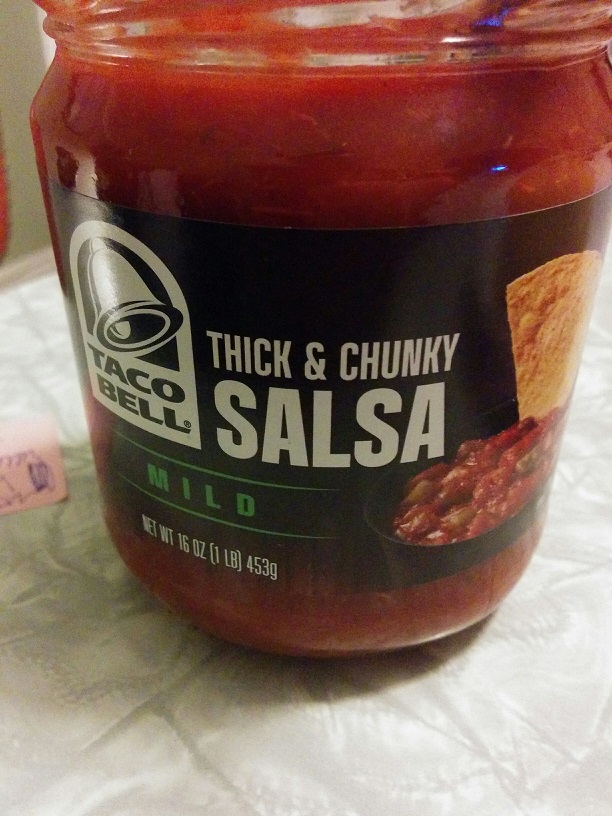 TACO
BELL®
THICK & CHUNKY
SALSA
MILD
NET WT 16 OZ (1 LB) 453g